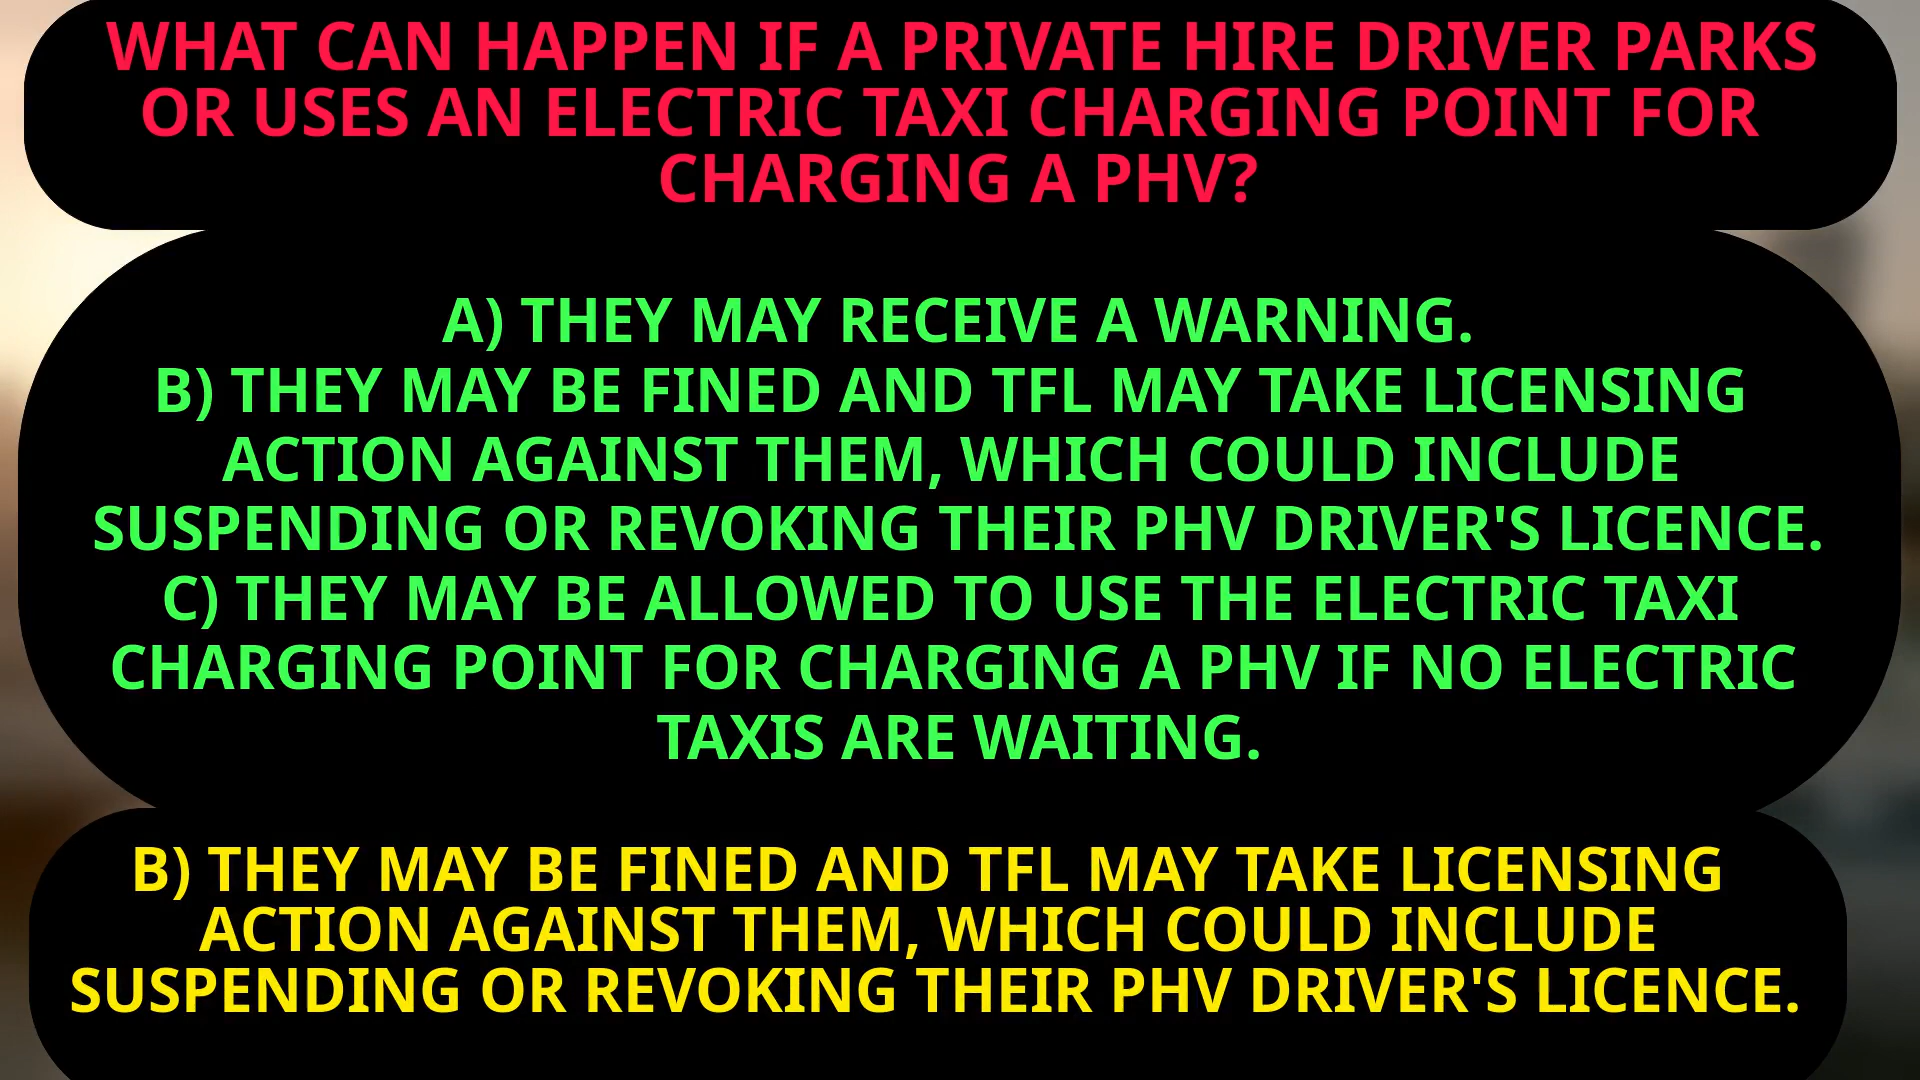 WHAT CAN HAPPEN IF A PRIVATE HIRE DRIVER PARKS
OR USES AN ELECTRIC TAXI CHARGING POINT FOR
CHARGING A PHV?
A) THEY MAY RECEIVE A WARNING.
B) THEY MAY BE FINED AND TFL MAY TAKE LICENSING
ACTION AGAINST THEM, WHICH COULD INCLUDE
SUSPENDING OR REVOKING THEIR PHV DRIVER'S LICENCE.
C) THEY MAY BE ALLOWED TO USE THE ELECTRIC TAXI
CHARGING POINT FOR CHARGING A PHV IF NO ELECTRIC
TAXIS ARE WAITING.
B) THEY MAY BE FINED AND TFL MAY TAKE LICENSING
ACTION AGAINST THEM, WHICH COULD INCLUDE
SUSPENDING OR REVOKING THEIR PHV DRIVER'S LICENCE.